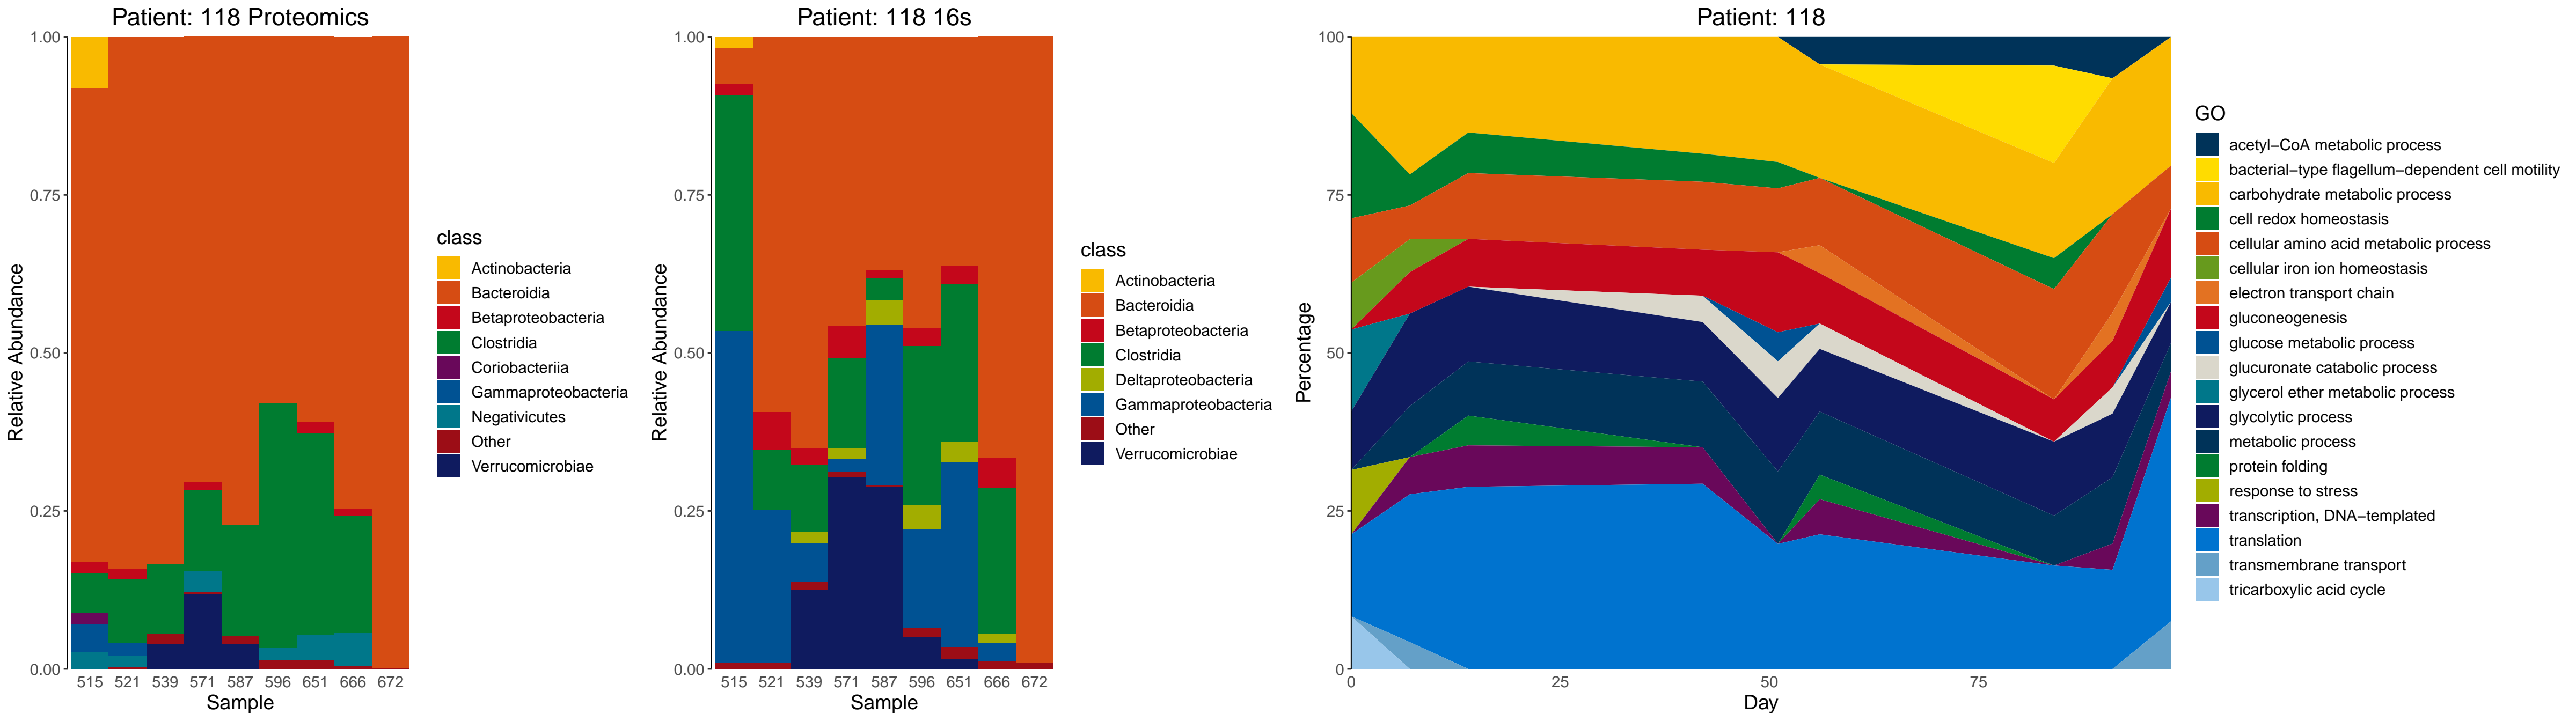 Patient: 118 Proteomics
Relative Abundance
1.00
0.75
0.50
0.25
0.00
515 521 539 571 587 596 651 666 672
Sample
class
Actinobacteria
Bacteroidia
Betaproteobacteria
Clostridia
Coriobacteriia
Gammaproteobacteria
Negativicutes
Other
Verrucomicrobiae
Patient: 118 16s
Relative Abundance
1.00
0.75
0.50
0.25
0.00
515 521 539 571 587 596 651 666 672
Sample
class
Actinobacteria
Bacteroidia
Betaproteobacteria
Clostridia
Deltaproteobacteria
Gammaproteobacteria
Other
Verrucomicrobiae
Patient: 118
Percentage
100
75
50
25
0
0 25 50 75
Day
GO
acetyl−CoA metabolic process
bacterial−type flagellum−dependent cell motility
carbohydrate metabolic process
cell redox homeostasis
cellular amino acid metabolic process
cellular iron ion homeostasis
electron transport chain
gluconeogenesis
glucose metabolic process
glucuronate catabolic process
glycerol ether metabolic process
glycolytic process
metabolic process
protein folding
response to stress
transcription, DNA−templated
translation
transmembrane transport
tricarboxylic acid cycle